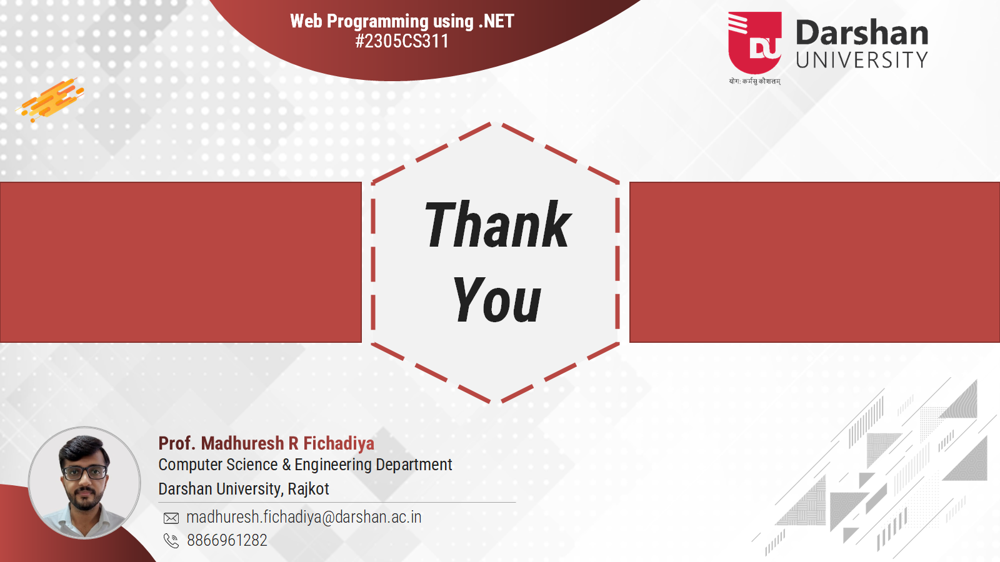 Web Programming using .NET
#2305CS311
DU
Darshan
UNIVERSITY
योग: कर्मसु कौशलम्
Thank
You
Prof. Madhuresh R Fichadiya
Computer Science & Engineering Department
Darshan University, Rajkot
madhuresh.fichadiya@darshan.ac.in
8866961282